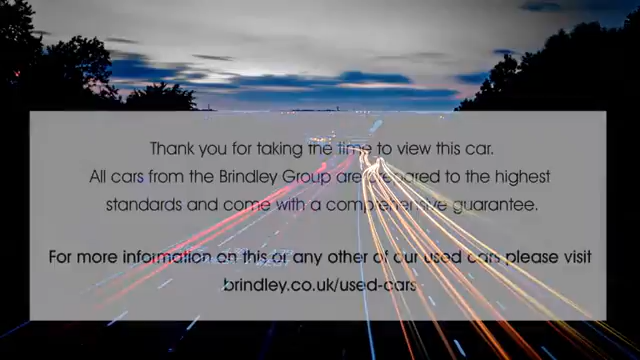 Thank you for taking the time to view this car.
All cars from the Brindley Group are prepared to the highest
standards and come with a comprehensive guarantee.
For more information on this or any other of our used cars please visit
brindley.co.uk/used-cars